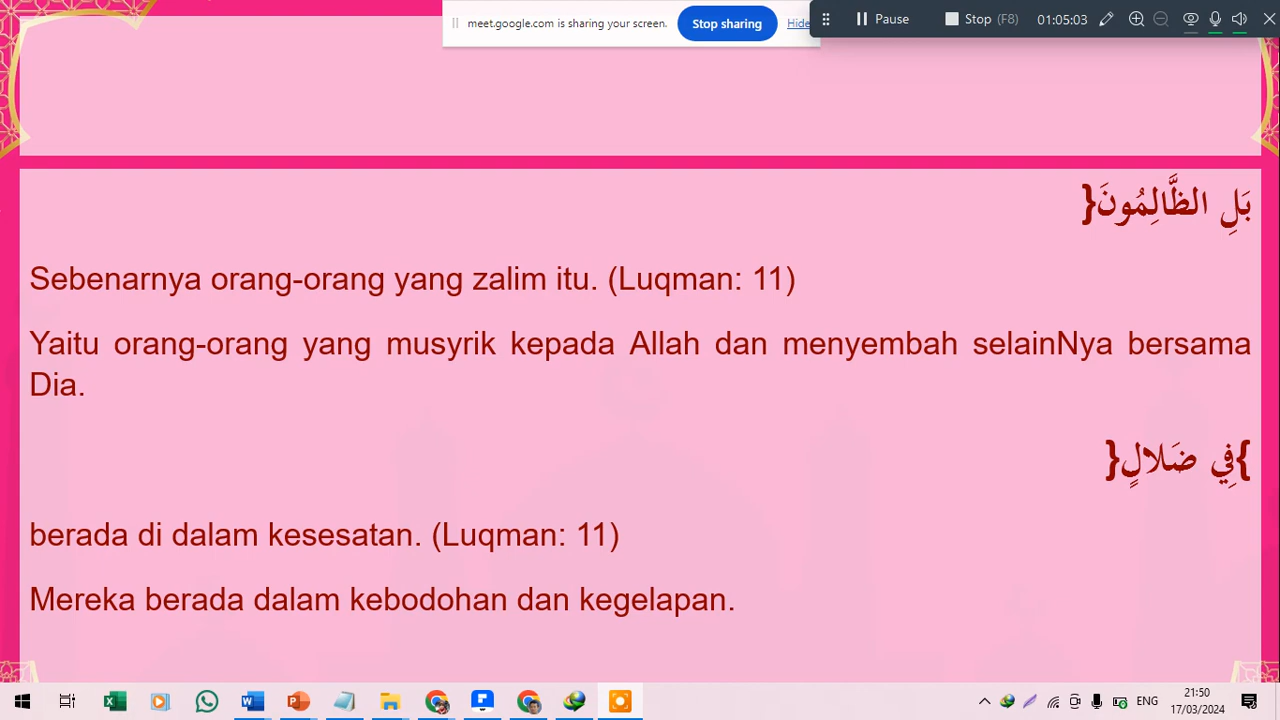 meet.google.com is sharing your screen.
Stop sharing
Hide
Pause
Stop (F8)
01:05:03
بَلِ الظَّالِمُونَ{
Sebenarnya orang-orang yang zalim itu. (Luqman: 11)
Yaitu orang-orang yang musyrik kepada Allah dan menyembah selainNya bersama
Dia.
}فِي ضَلالٍ{
berada di dalam kesesatan. (Luqman: 11)
Mereka berada dalam kebodohan dan kegelapan.
ENG
21:50
17/03/2024